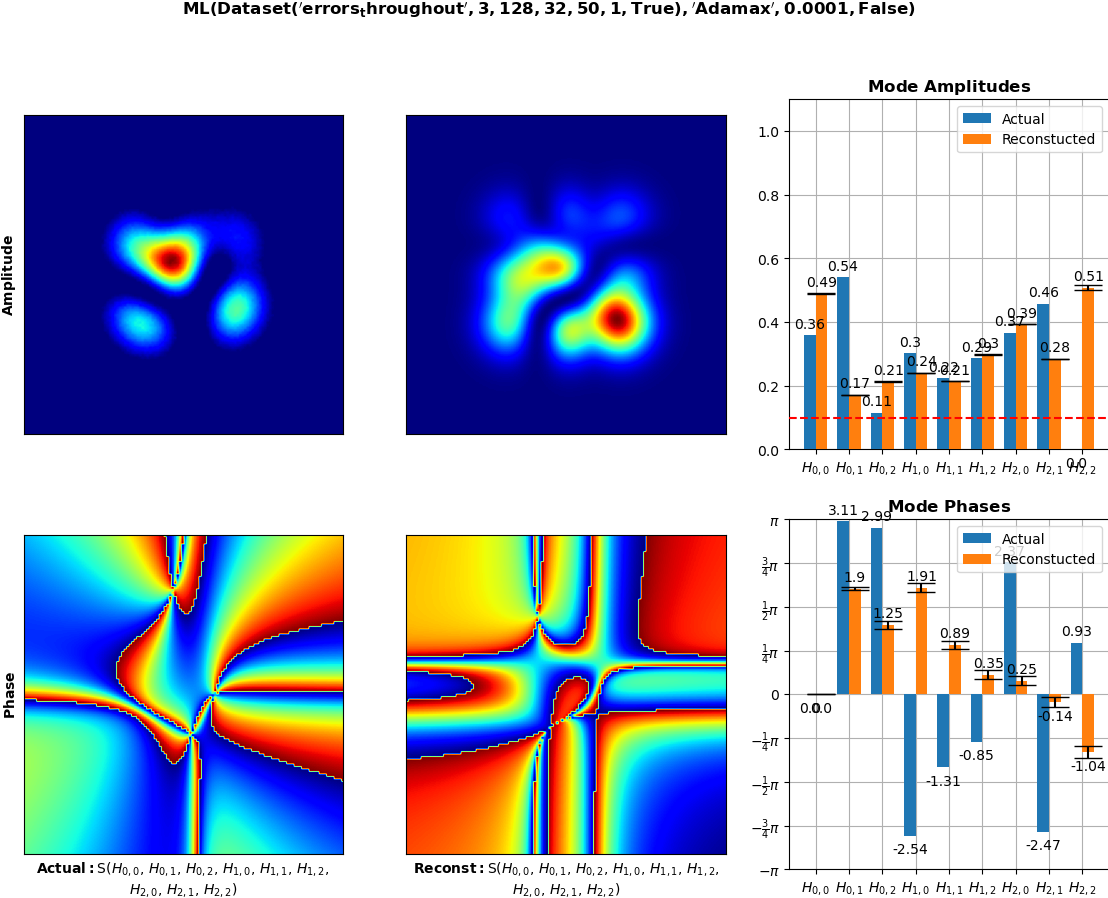 ML(Dataset('errors_throughout', 3, 128, 32, 50, 1, True), 'Adamax', 0.0001, False)
Amplitude
Mode Amplitudes
Actual
Reconstucted
1.0
0.8
0.6
0.4
0.2
0.0
0.36 0.49 0.54 0.17 0.11 0.21 0.3 0.24 0.22 0.21 0.29 0.3 0.37 0.39 0.46 0.28 0.0 0.51
H0,0 H0,1 H0,2 H1,0 H1,1 H1,2 H2,0 H2,1 H2,2
Phase
Mode Phases
Actual
Reconstucted
π
3/4π
1/2π
1/4π
0
−1/4π
−1/2π
−3/4π
−π
0.0 0.0 3.11 1.9 2.99 1.25 -2.54 1.91 -1.31 0.89 -0.85 0.35 2.37 0.25 -2.47 -0.14 0.93 -1.04
H0,0 H0,1 H0,2 H1,0 H1,1 H1,2 H2,0 H2,1 H2,2
Actual: S(H0,0, H0,1, H0,2, H1,0, H1,1, H1,2,
H2,0, H2,1, H2,2)
Reconst: S(H0,0, H0,1, H0,2, H1,0, H1,1, H1,2,
H2,0, H2,1, H2,2)